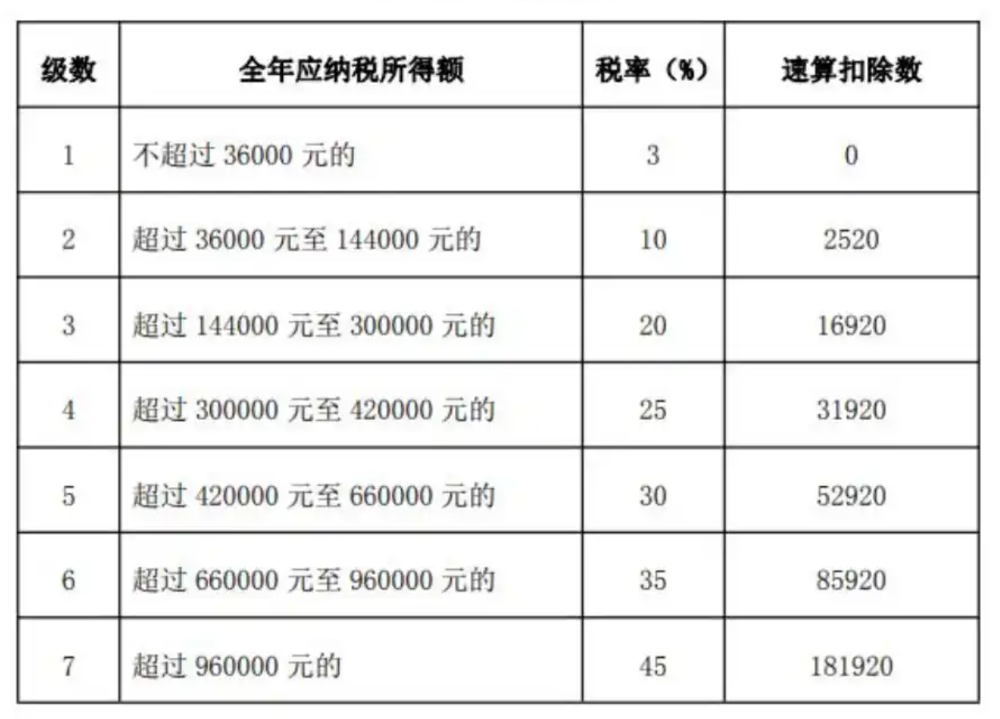 级数 全年应纳税所得额 税率（%） 速算扣除数
1 不超过 36000 元的 3 0
2 超过 36000 元至 144000 元的 10 2520
3 超过 144000 元至 300000 元的 20 16920
4 超过 300000 元至 420000 元的 25 31920
5 超过 420000 元至 660000 元的 30 52920
6 超过 660000 元至 960000 元的 35 85920
7 超过 960000 元的 45 181920